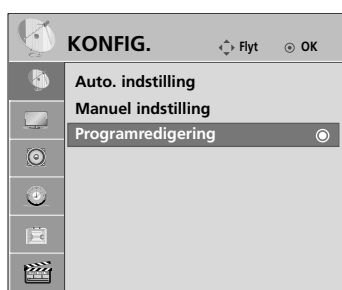 KONFIG. Flyt OK
Auto. indstilling
Manuel indstilling
Programredigering